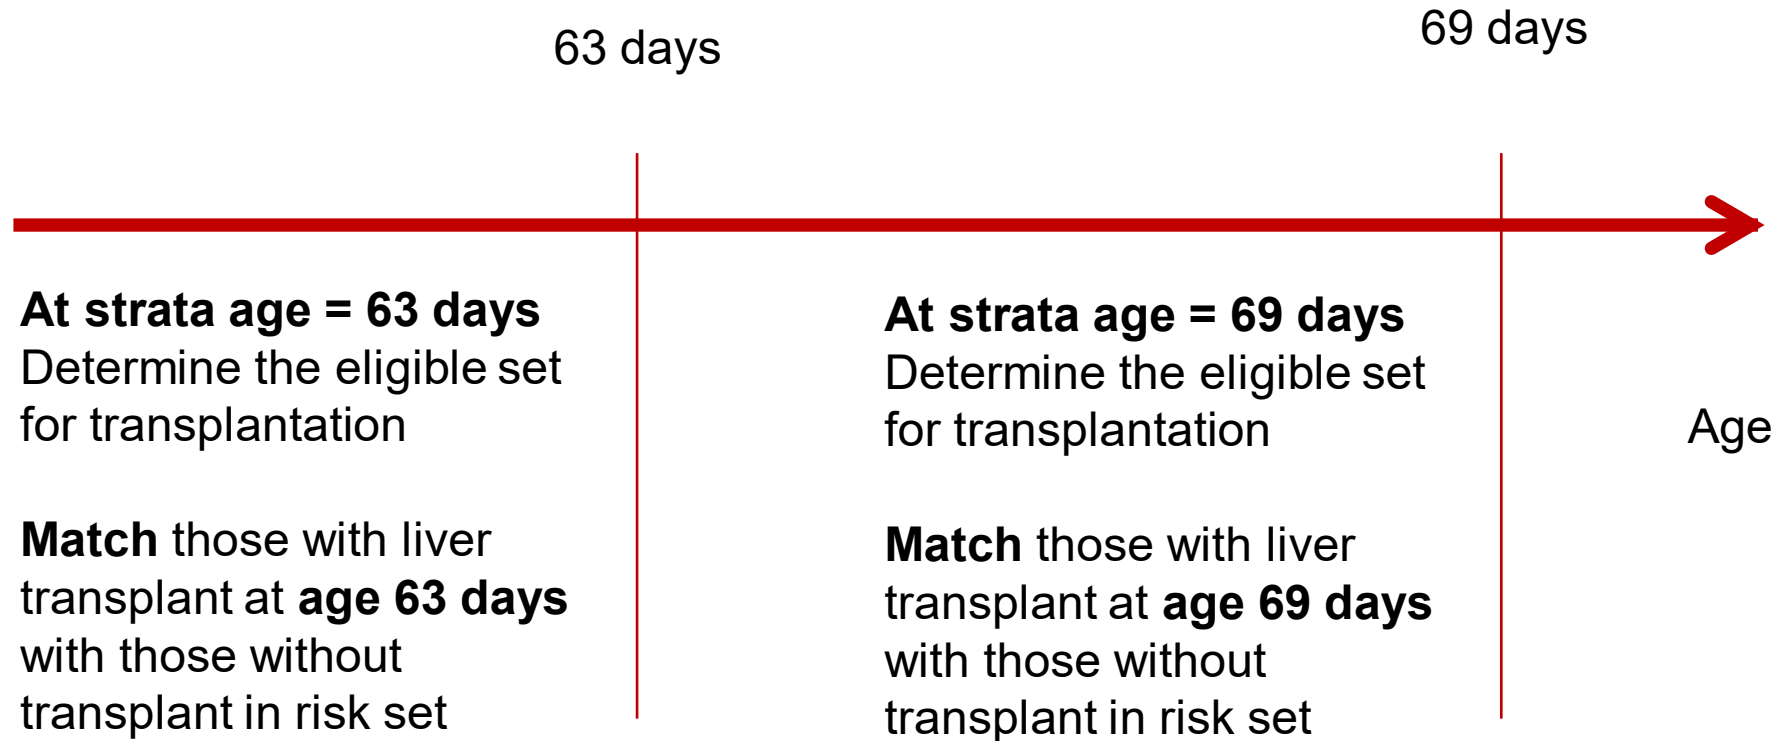 63 days
69 days
At strata age = 63 days
Determine the eligible set
for transplantation
Match those with liver
transplant at age 63 days
with those without
transplant in risk set
At strata age = 69 days
Determine the eligible set
for transplantation
Match those with liver
transplant at age 69 days
with those without
transplant in risk set
Age